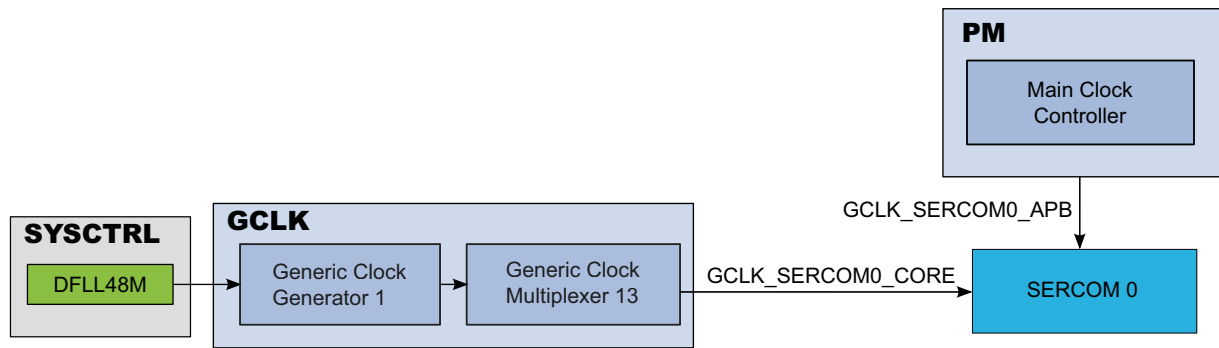 PM
Main Clock
Controller
GCLK_SERCOM0_APB
SYSCTRL
DFLL48M
GCLK
Generic Clock
Generator 1
Generic Clock
Multiplexer 13
GCLK_SERCOM0_CORE
SERCOM 0